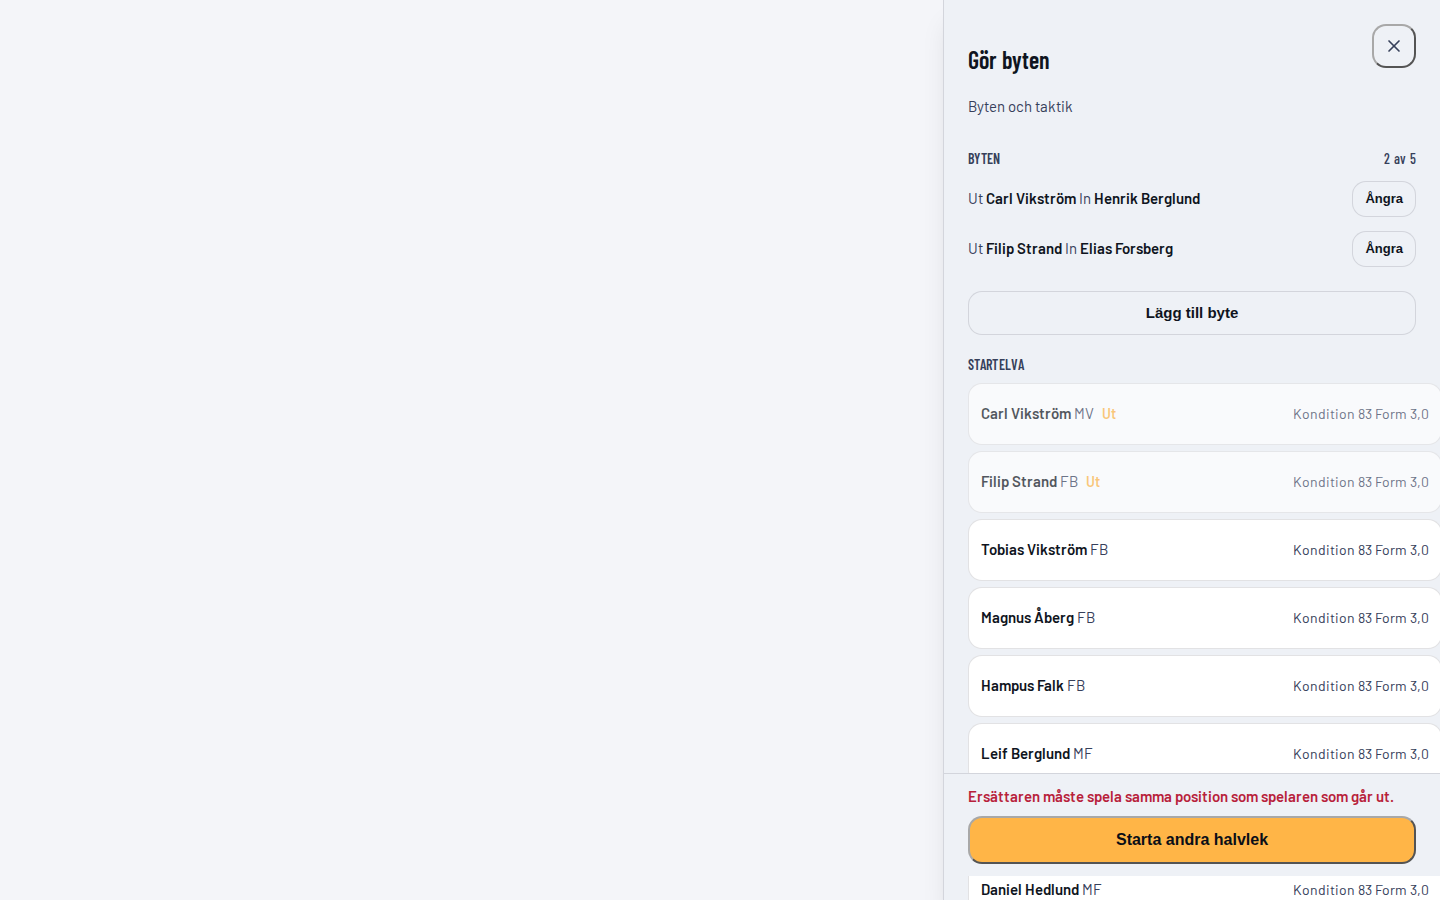 Gör byten
Byten och taktik
BYTEN 2 av 5
Ut Carl Vikström In Henrik Berglund Ångra
Ut Filip Strand In Elias Forsberg Ångra
Lägg till byte
STARTELVA
Carl Vikström MV Ut Kondition 83 Form 3,0
Filip Strand FB Ut Kondition 83 Form 3,0
Tobias Vikström FB Kondition 83 Form 3,0
Magnus Åberg FB Kondition 83 Form 3,0
Hampus Falk FB Kondition 83 Form 3,0
Leif Berglund MF Kondition 83 Form 3,0
Ersättaren måste spela samma position som spelaren som går ut.
Starta andra halvlek
Daniel Hedlund MF Kondition 83 Form 3,0